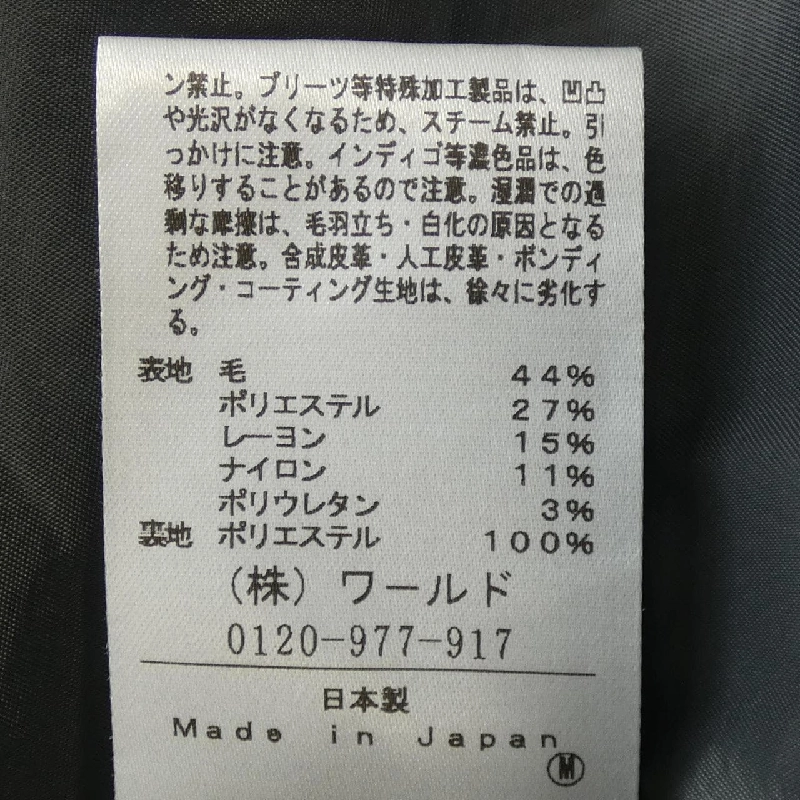 ン禁止。プリーツ等特殊加工製品は、凹凸
や光沢がなくなるため、スチーム禁止。引
っかけに注意。インディゴ等濃色品は、色
移りすることがあるので注意。湿潤での過
剰な摩擦は、毛羽立ち・白化の原因となる
ため注意。合成皮革・人工皮革・ボンディ
ング・コーティング生地は、徐々に劣化す
る。
表地 毛 44%
ポリエステル 27%
レーヨン 15%
ナイロン 11%
ポリウレタン 3%
裏地 ポリエステル 100%
(株) ワールド
0120-977-917
日本製
Made in Japan
M